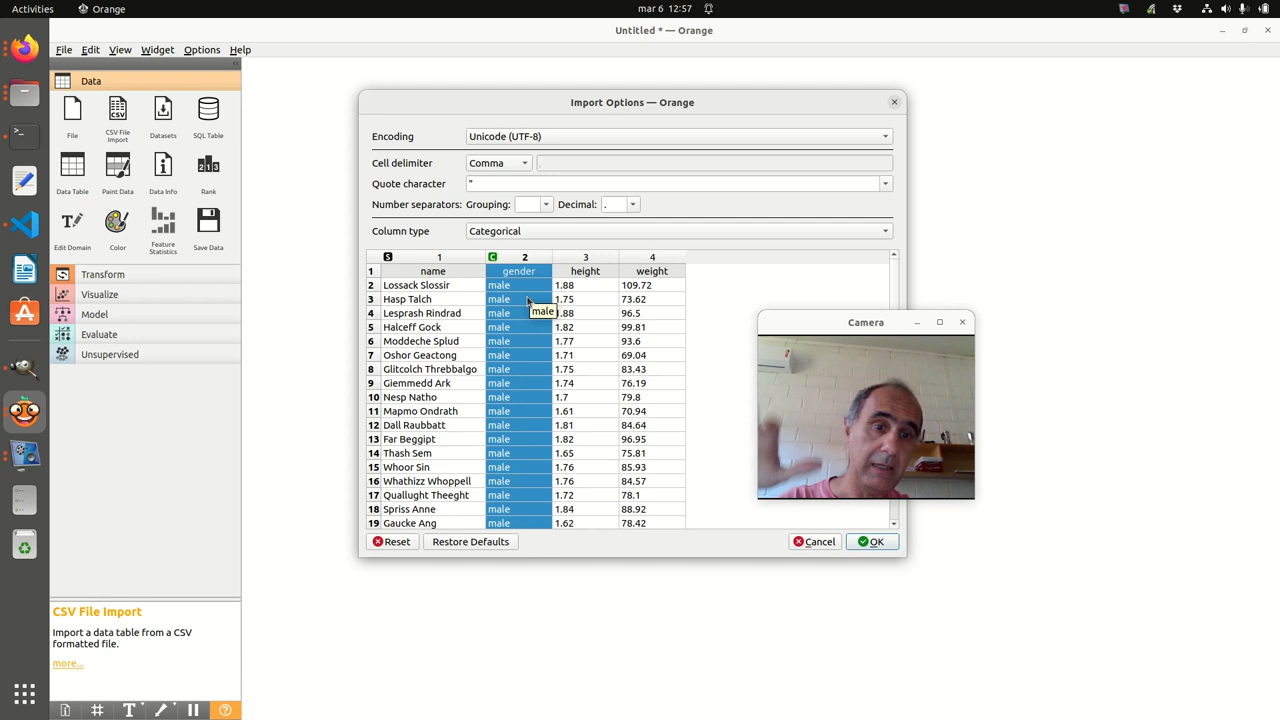 Activities Orange mar 6 12:57
Untitled * — Orange
File Edit View Widget Options Help
Data
File CSV File Import Datasets SQL Table
Data Table Paint Data Data Info Rank
Edit Domain Color Feature Statistics Save Data
Transform
Visualize
Model
Evaluate
Unsupervised
CSV File Import
Import a data table from a CSV
formatted file.
more...
Import Options — Orange
Encoding Unicode (UTF-8)
Cell delimiter Comma
Quote character "
Number separators: Grouping: Decimal: .
Column type Categorical
S 1 C 2 3 4
1 name gender height weight
2 Lossack Slossir male 1.88 109.72
3 Hasp Talch male 1.75 73.62
male
4 Lesprash Rindrad male 1.88 96.5
5 Halceff Gock male 1.82 99.81
6 Moddeche Splud male 1.77 93.6
7 Oshor Geactong male 1.71 69.04
8 Glitcolch Threbbalgo male 1.75 83.43
9 Giemmedd Ark male 1.74 76.19
10 Nesp Natho male 1.7 79.8
11 Mapmo Ondrath male 1.61 70.94
12 Dall Raubbatt male 1.81 84.64
13 Far Beggipt male 1.82 96.95
14 Thash Sem male 1.65 75.81
15 Whoor Sin male 1.76 85.93
16 Whathizz Whoppell male 1.76 84.57
17 Quallught Theeght male 1.72 78.1
18 Spriss Anne male 1.84 88.92
19 Gaucke Ang male 1.62 78.42
Reset Restore Defaults Cancel OK
Camera